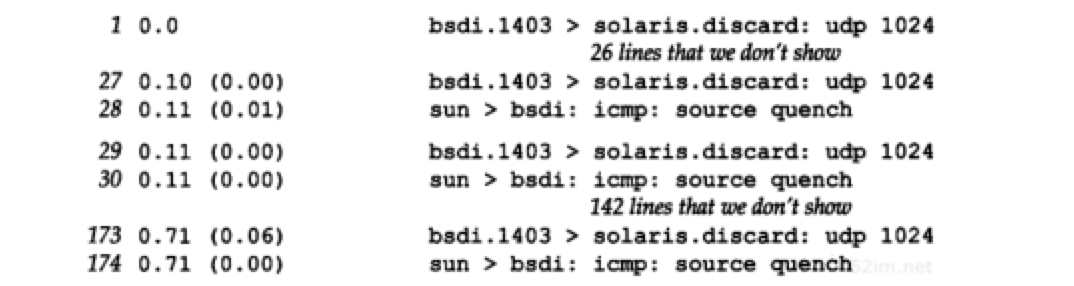 1 0.0 bsdi.1403 > solaris.discard: udp 1024
26 lines that we don't show
27 0.10 (0.00) bsdi.1403 > solaris.discard: udp 1024
28 0.11 (0.01) sun > bsdi: icmp: source quench
29 0.11 (0.00) bsdi.1403 > solaris.discard: udp 1024
30 0.11 (0.00) sun > bsdi: icmp: source quench
142 lines that we don't show
173 0.71 (0.06) bsdi.1403 > solaris.discard: udp 1024
174 0.71 (0.00) sun > bsdi: icmp: source quench
52im.net